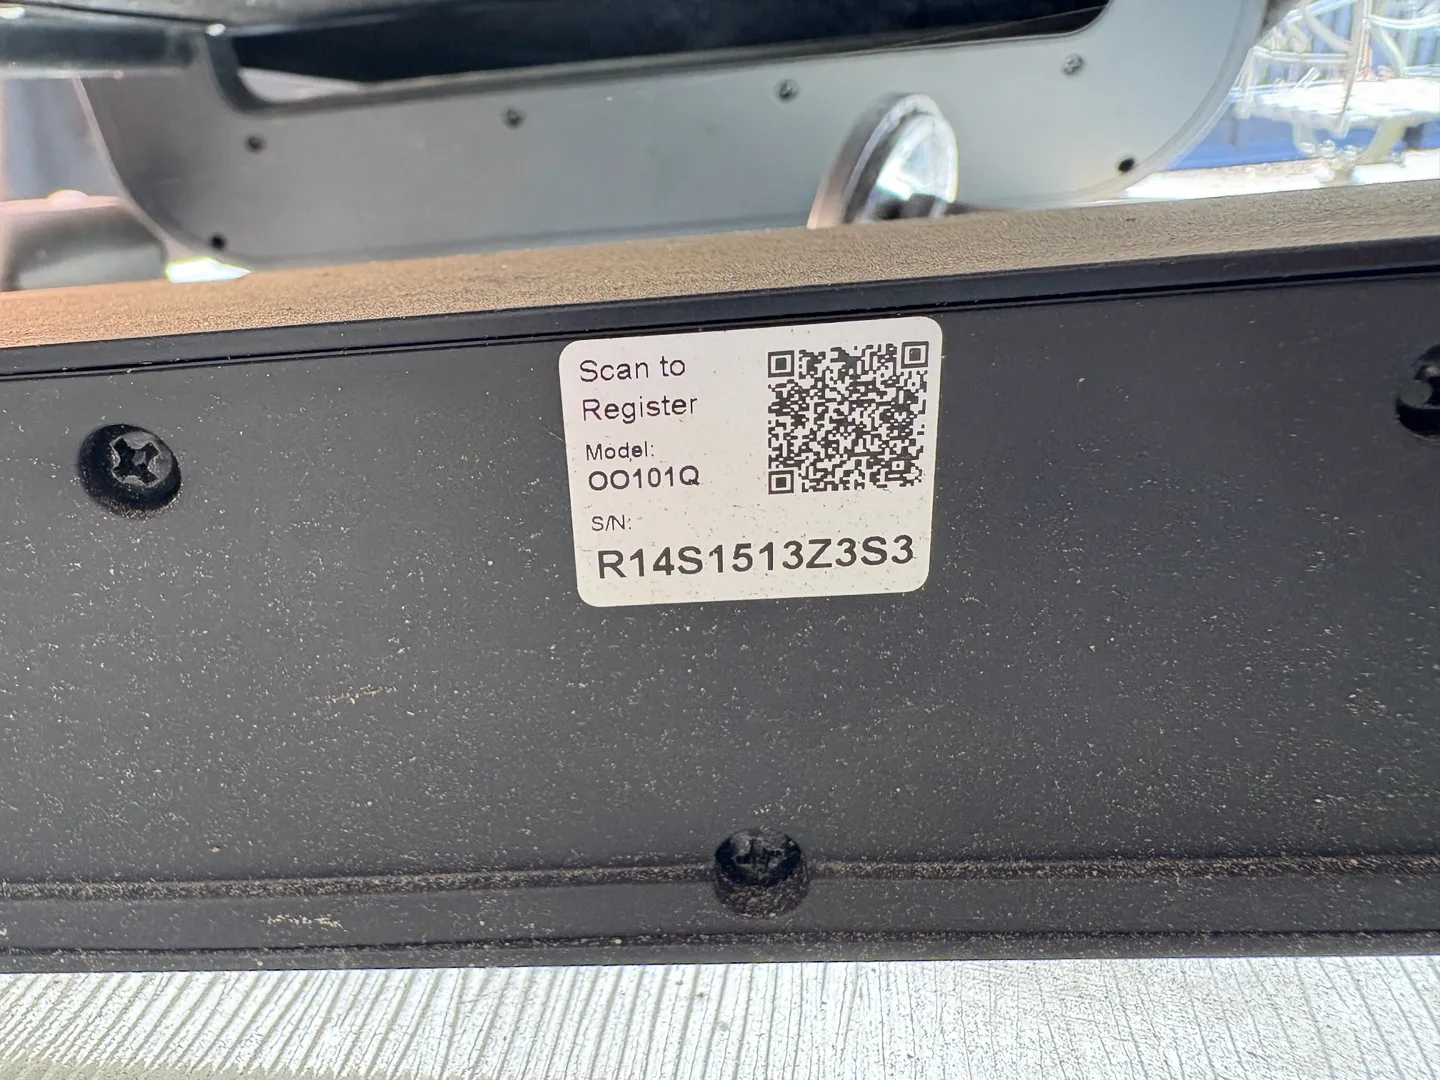 Scan to
Register
Model:
OO101Q
S/N:
R14S1513Z3S3